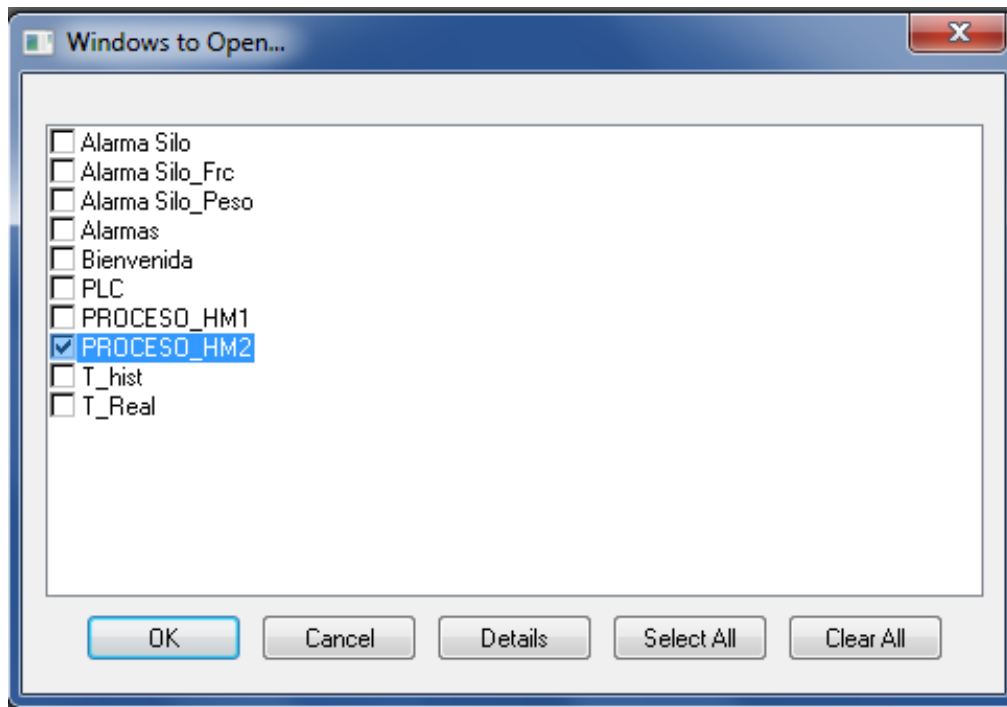 Windows to Open...
Alarma Silo
Alarma Silo_Frc
Alarma Silo_Peso
Alarmas
Bienvenida
PLC
PROCESO_HM1
PROCESO_HM2
T_hist
T_Real
OK Cancel Details Select All Clear All